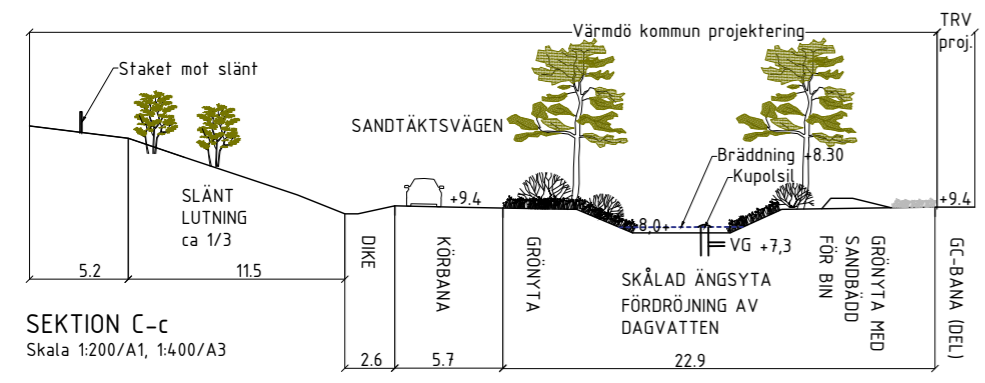 Värmdö kommun projektering
TRV
proj.
Staket mot slänt
SANDTÄKTSVÄGEN
Bräddning +8.30
Kupolsil
SLÄNT
LUTNING
ca 1/3
+9.4
8,0+
VG +7,3
+9.4
DIKE
KÖRBANA
GRÖNYTA
SKÅLAD ÄNGSYTA
FÖRDRÖJNING AV
DAGVATTEN
GRÖNYTA MED
SANDBÄDD
FÖR BIN
GC-BANA (DEL)
5.2
11.5
2.6
5.7
22.9
SEKTION C-c
Skala 1:200/A1, 1:400/A3